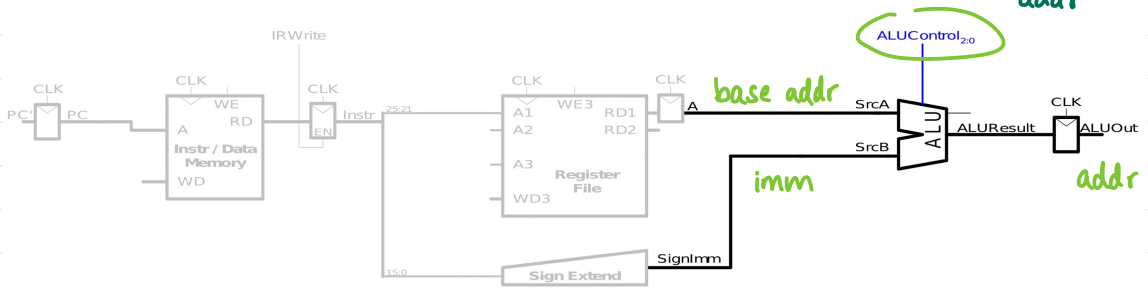 addr
IRWrite
ALUControl2:0
CLK
CLK
CLK
CLK
CLK
CLK
PC'
PC
WE
RD
A
Instr / Data
Memory
WD
EN
Instr
25:21
A1
A2
A3
WD3
WE3
RD1
RD2
Register
File
A
base addr
SrcA
SrcB
ALU
ALUResult
ALUOut
addr
imm
SignImm
15:0
Sign Extend